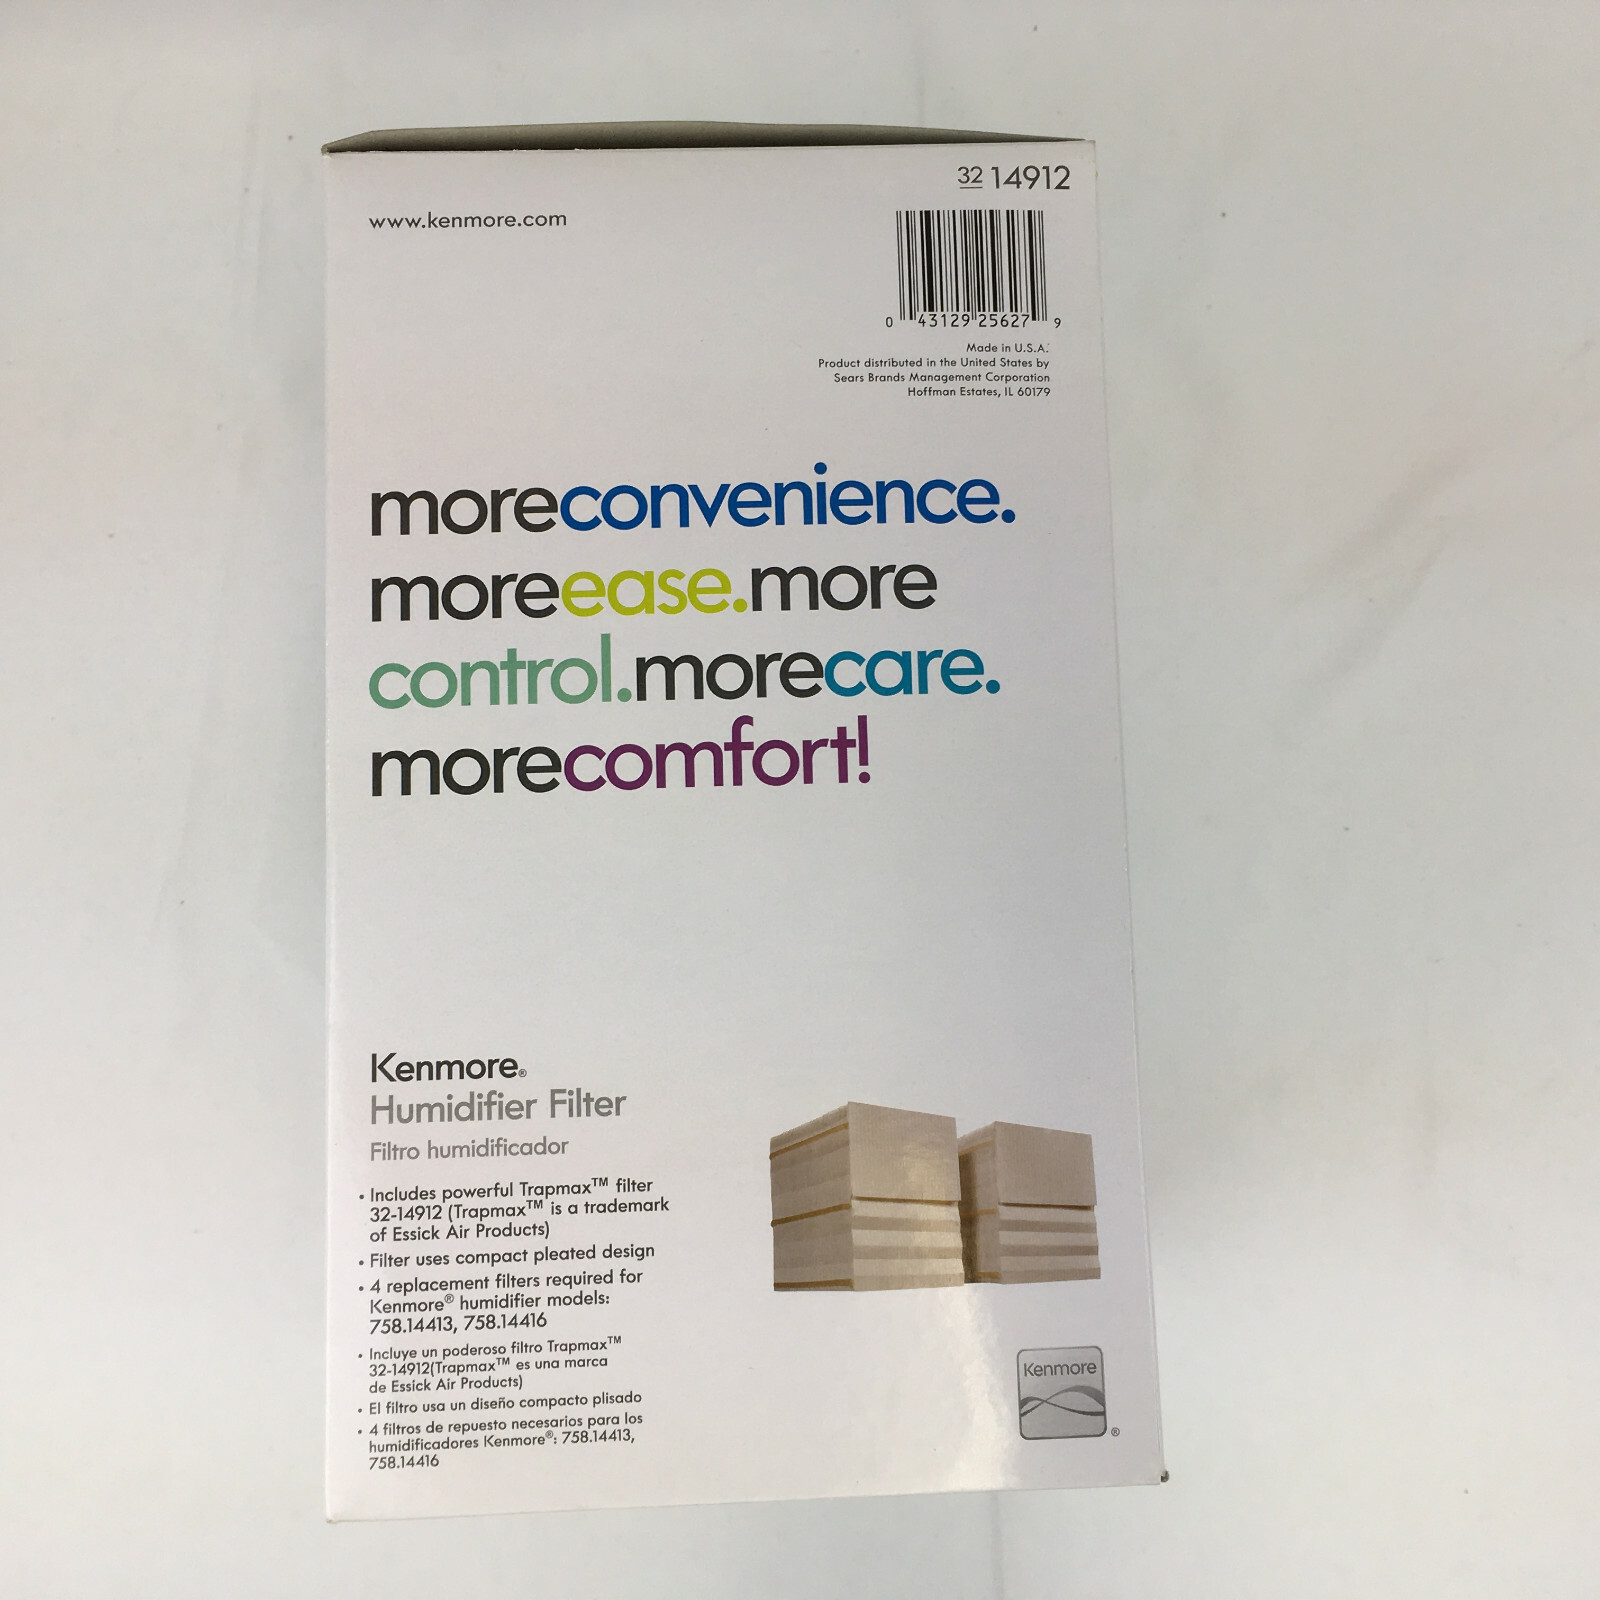 32 14912
www.kenmore.com
0 43129 25627 9
Made in U.S.A.
Product distributed in the United States by
Sears Brands Management Corporation
Hoffman Estates, IL 60179
moreconvenience.
moreease.more
control.morecare.
morecomfort!
Kenmore®
Humidifier Filter
Filtro humidificador
• Includes powerful Trapmax™ filter
32-14912 (Trapmax™ is a trademark
of Essick Air Products)
• Filter uses compact pleated design
• 4 replacement filters required for
Kenmore® humidifier models:
758.14413, 758.14416
• Incluye un poderoso filtro Trapmax™
32-14912(Trapmax™ es una marca
de Essick Air Products)
• El filtro usa un diseño compacto plisado
• 4 filtros de repuesto necesarios para los
humidificadores Kenmore®: 758.14413,
758.14416
Kenmore
®